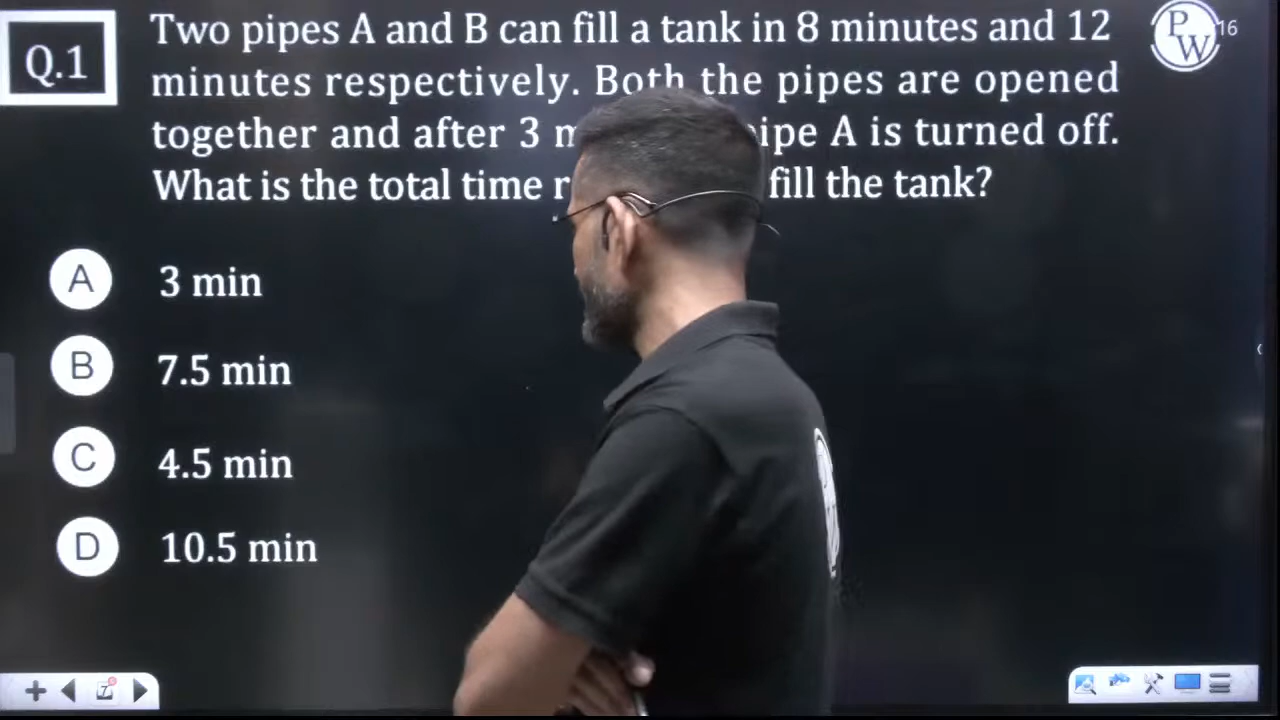 Q.1
Two pipes A and B can fill a tank in 8 minutes and 12
minutes respectively. Both the pipes are opened
together and after 3 pipe A is turned off.
What is the total time fill the tank?
A 3 min
B 7.5 min
C 4.5 min
D 10.5 min
PW
16